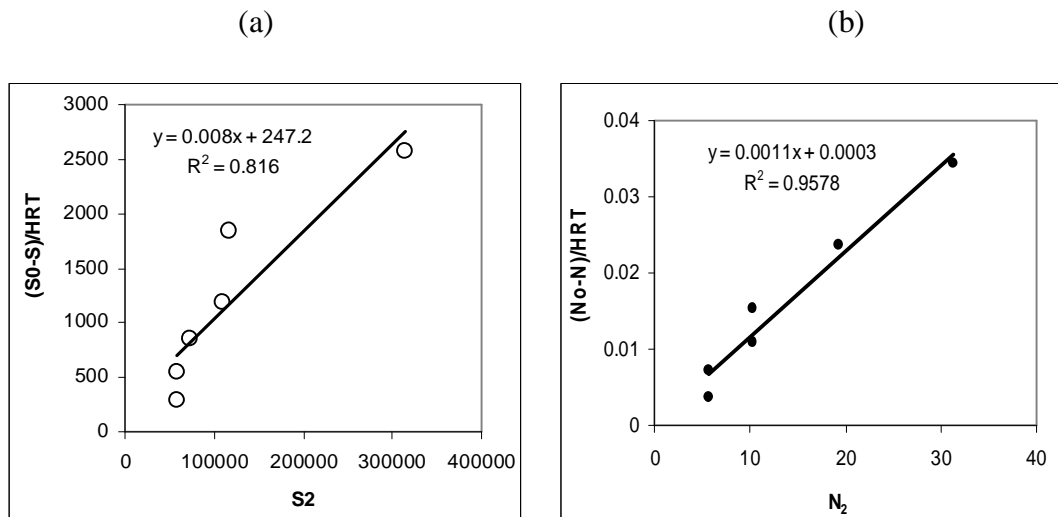 (a)
(b)
3000
2500
2000
1500
1000
500
0
y = 0.008x + 247.2
R² = 0.816
(S0-S)/HRT
0 100000 200000 300000 400000
S2
0.04
0.03
0.02
0.01
0
y = 0.0011x + 0.0003
R² = 0.9578
(No-N)/HRT
0 10 20 30 40
N₂